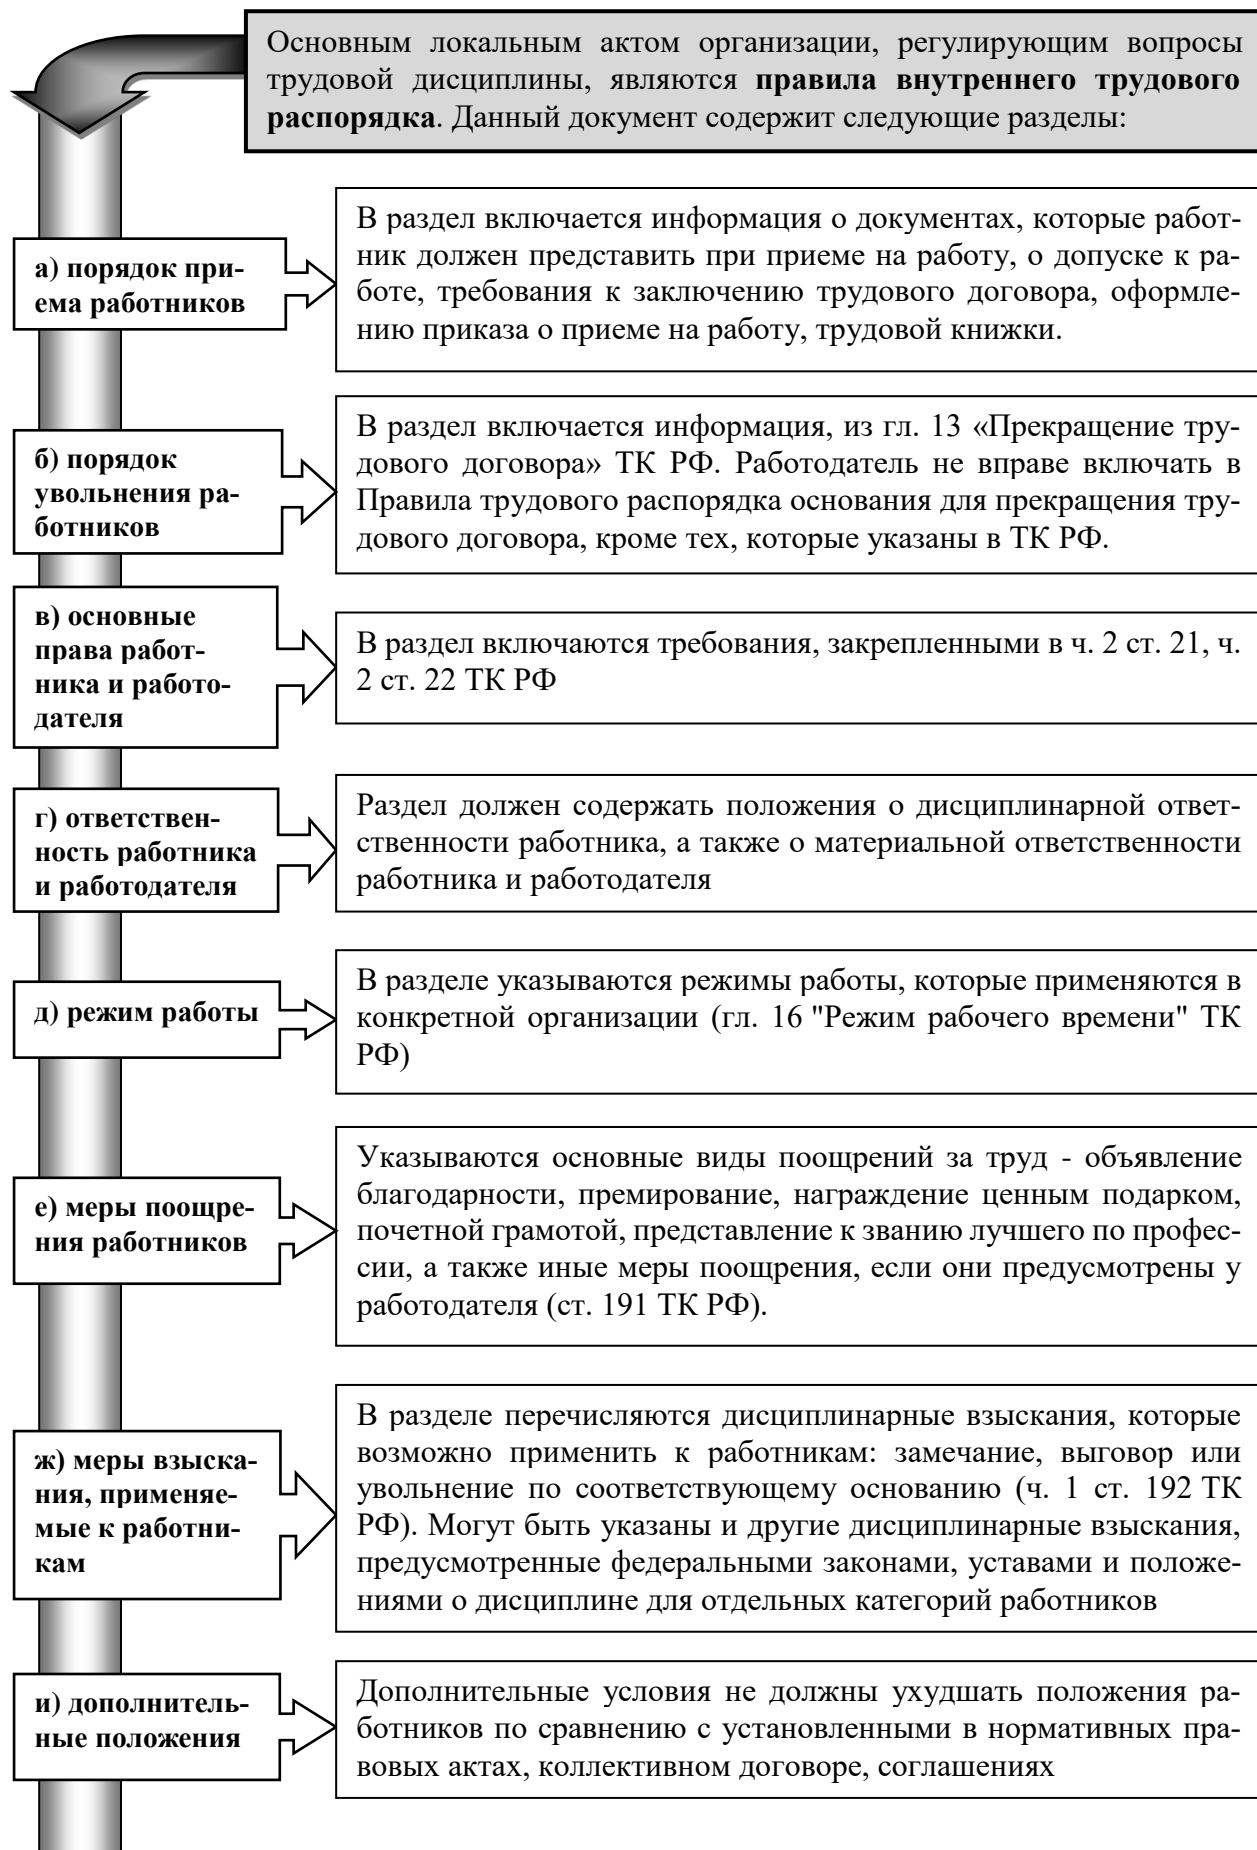 Основным локальным актом организации, регулирующим вопросы
трудовой дисциплины, являются правила внутреннего трудового
распорядка. Данный документ содержит следующие разделы:
а) порядок при-
ема работников
В раздел включается информация о документах, которые работ-
ник должен представить при приеме на работу, о допуске к ра-
боте, требования к заключению трудового договора, оформле-
нию приказа о приеме на работу, трудовой книжки.
б) порядок
увольнения ра-
ботников
В раздел включается информация, из гл. 13 «Прекращение тру-
дового договора» ТК РФ. Работодатель не вправе включать в
Правила трудового распорядка основания для прекращения тру-
дового договора, кроме тех, которые указаны в ТК РФ.
в) основные
права работ-
ника и работо-
дателя
В раздел включаются требования, закрепленными в ч. 2 ст. 21, ч.
2 ст. 22 ТК РФ
г) ответствен-
ность работника
и работодателя
Раздел должен содержать положения о дисциплинарной ответ-
ственности работника, а также о материальной ответственности
работника и работодателя
д) режим работы
В разделе указываются режимы работы, которые применяются в
конкретной организации (гл. 16 "Режим рабочего времени" ТК
РФ)
е) меры поощре-
ния работников
Указываются основные виды поощрений за труд - объявление
благодарности, премирование, награждение ценным подарком,
почетной грамотой, представление к званию лучшего по профес-
сии, а также иные меры поощрения, если они предусмотрены у
работодателя (ст. 191 ТК РФ).
ж) меры взыска-
ния, применяе-
мые к работни-
кам
В разделе перечисляются дисциплинарные взыскания, которые
возможно применить к работникам: замечание, выговор или
увольнение по соответствующему основанию (ч. 1 ст. 192 ТК
РФ). Могут быть указаны и другие дисциплинарные взыскания,
предусмотренные федеральными законами, уставами и положе-
ниями о дисциплине для отдельных категорий работников
и) дополнитель-
ные положения
Дополнительные условия не должны ухудшать положения ра-
ботников по сравнению с установленными в нормативных пра-
вовых актах, коллективном договоре, соглашениях